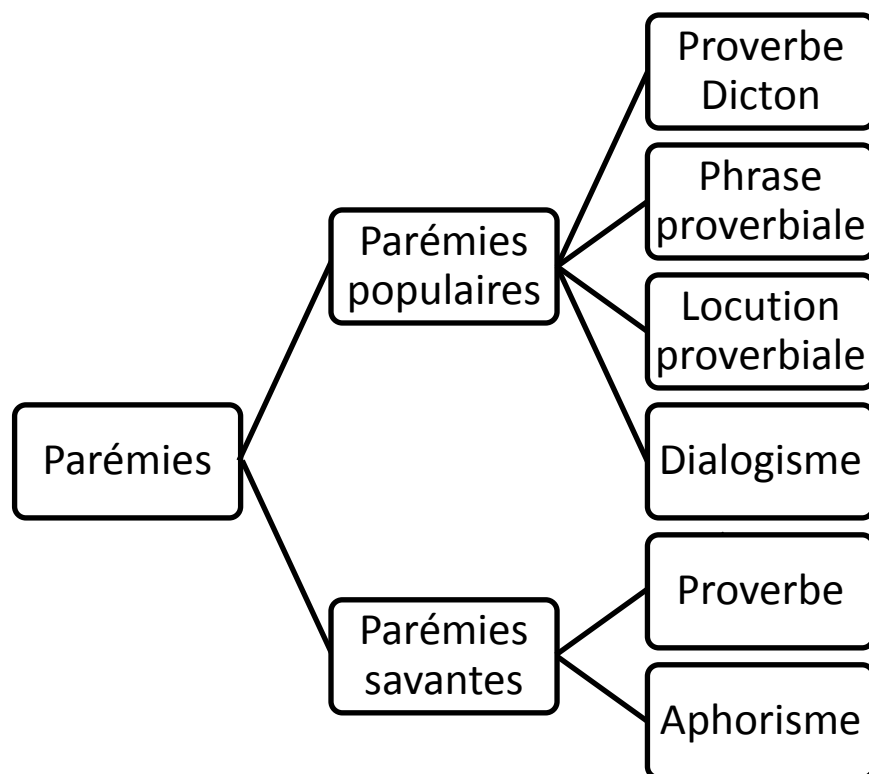 Parémies
Parémies
populaires
Proverbe
Dicton
Phrase
proverbiale
Locution
proverbiale
Dialogisme
Parémies
savantes
Proverbe
Aphorisme